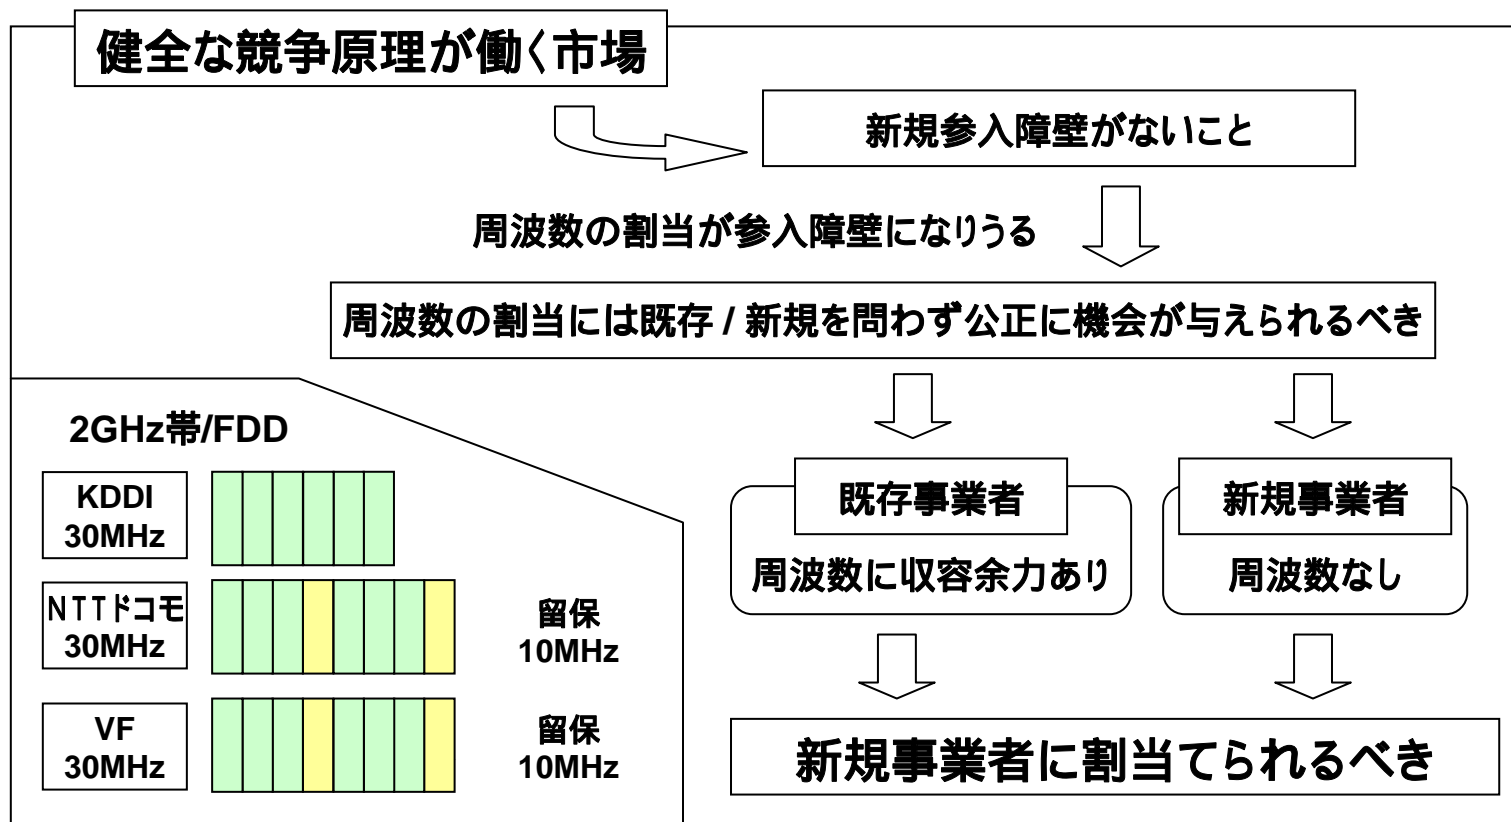 健全な競争原理が働く市場
新規参入障壁がないこと
周波数の割当が参入障壁になりうる
周波数の割当には既存 / 新規を問わず公正に機会が与えられるべき
2GHz帯/FDD
KDDI
30MHz
NTTドコモ
30MHz
留保
10MHz
VF
30MHz
留保
10MHz
既存事業者
周波数に収容余力あり
新規事業者
周波数なし
新規事業者に割当てられるべき